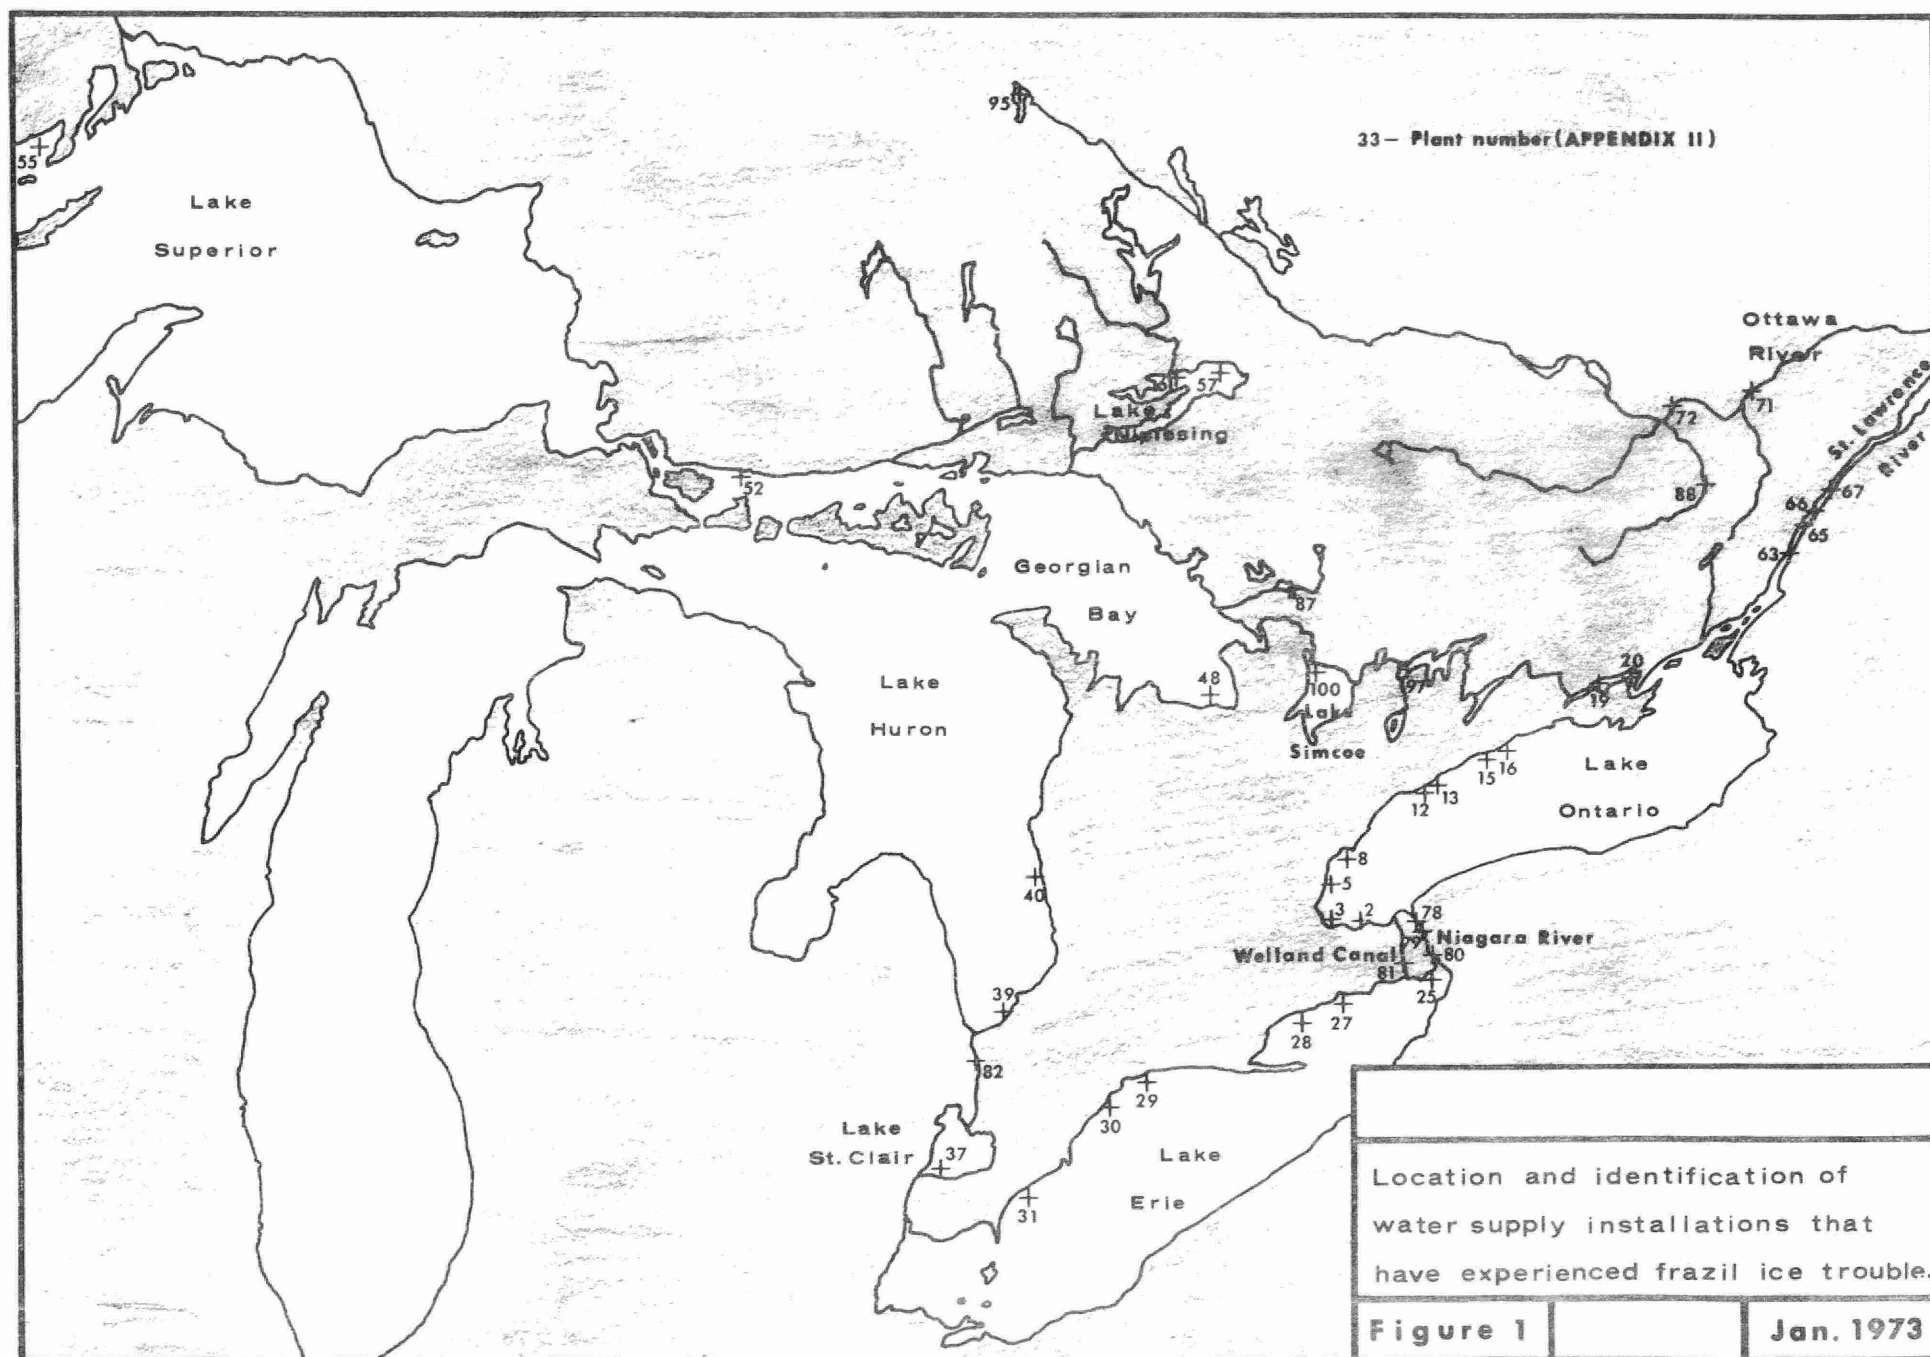 95
33– Plant number (APPENDIX II)
55
Lake
Superior
Ottawa
River
57
Lake
Nipissing
72
71
St. Lawrence
River
52
88
67
66
65
63
Georgian
Bay
87
48
100
97
20
19
Lake
Simcoe
Lake
Huron
15
16
Lake
Ontario
12
13
8
5
40
3
2
78
Niagara River
Welland Canal
80
81
25
39
27
28
82
29
30
Lake
St. Clair
37
Lake
Erie
31
Location and identification of
water supply installations that
have experienced frazil ice trouble.
Figure 1
Jan. 1973